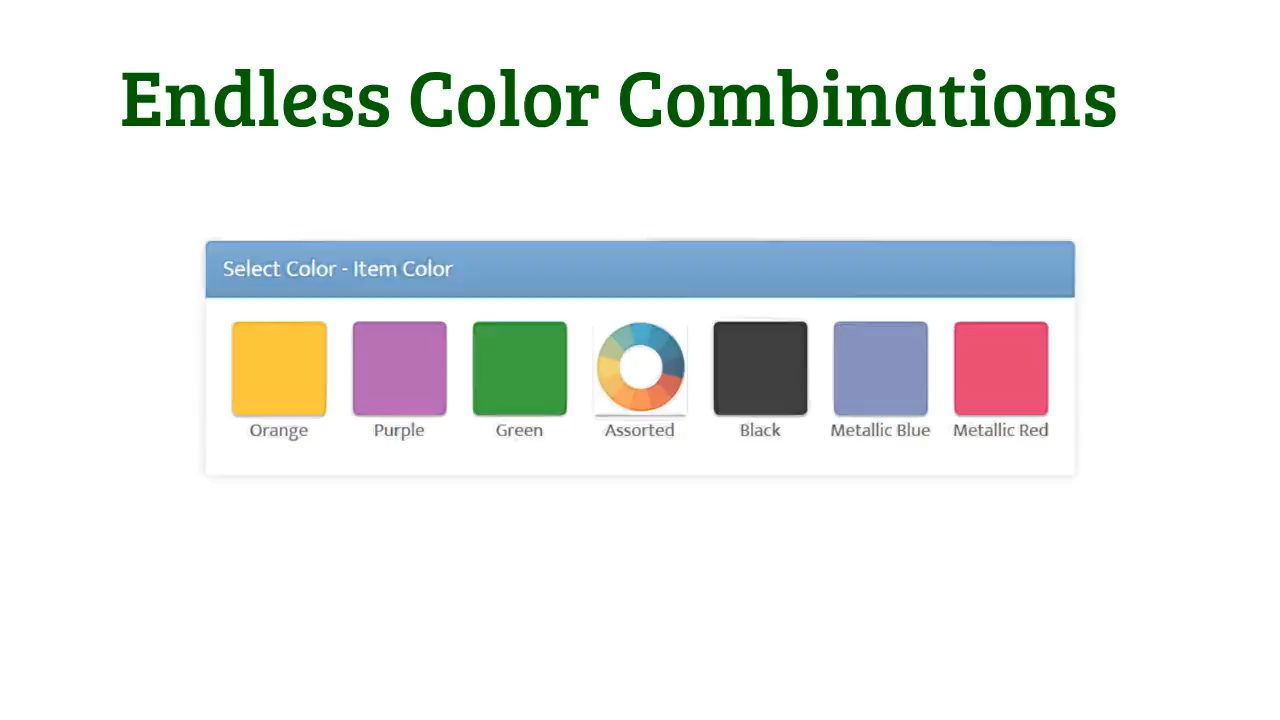 Endless Color Combinations
Select Color - Item Color
Orange Purple Green Assorted Black Metallic Blue Metallic Red